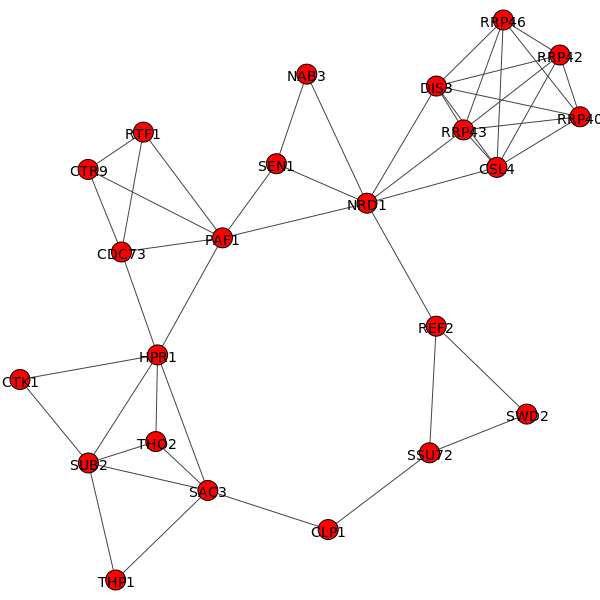 RRP46
RRP42
NAB3
DIS3
RRP40
RTF1
RRP43
SEN1
CTR9
CSL4
NRD1
PAF1
CDC73
REF2
HPR1
CTK1
SWD2
THO2
SSU72
SUB2
SAC3
CLP1
THP1